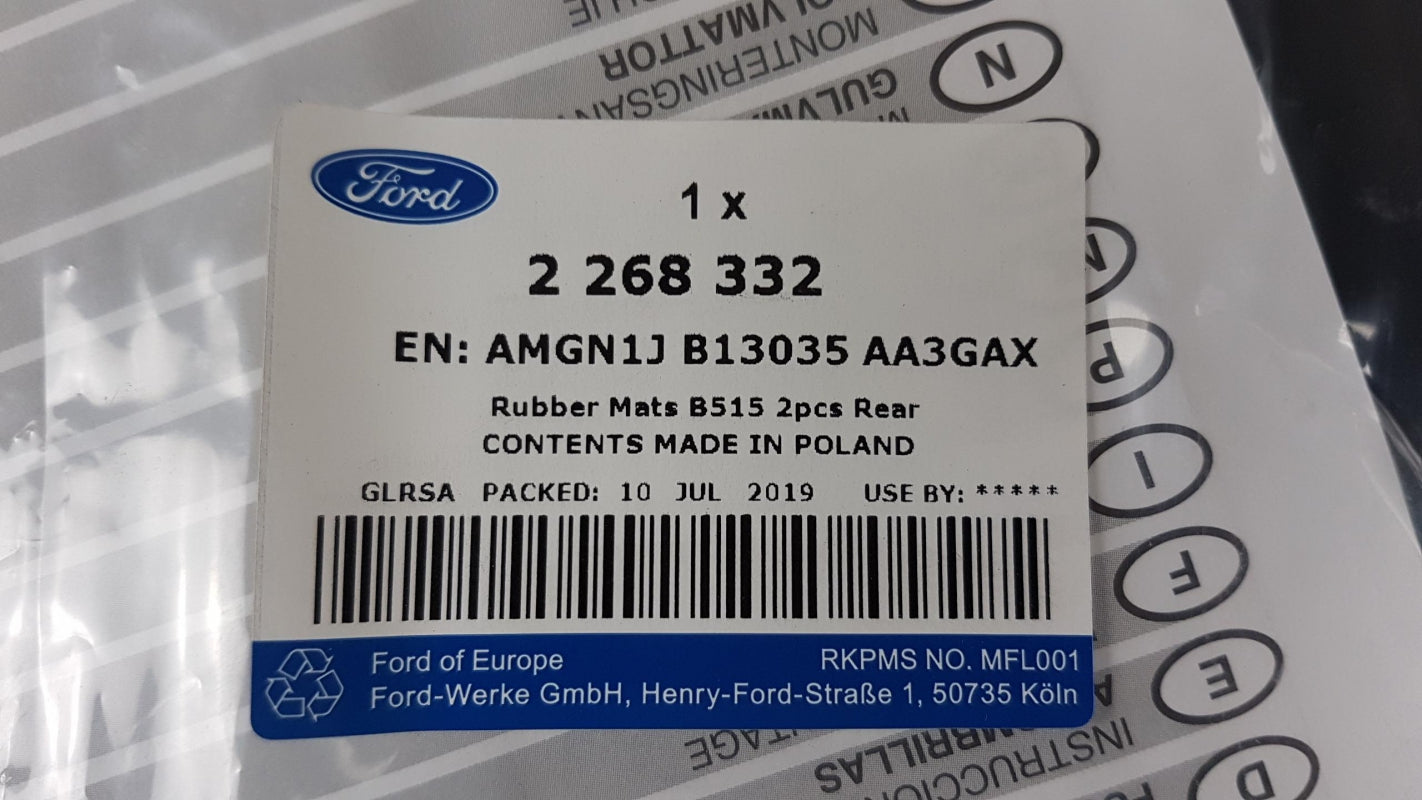 Ford
1 x
2 268 332
EN: AMGN1J B13035 AA3GAX
Rubber Mats B515 2pcs Rear
CONTENTS MADE IN POLAND
GLRSA PACKED: 10 JUL 2019 USE BY: *****
Ford of Europe RKPMS NO. MFL001
Ford-Werke GmbH, Henry-Ford-Straße 1, 50735 Köln
D
E
F
I
P
N
GULVM
MONTERINGSAN